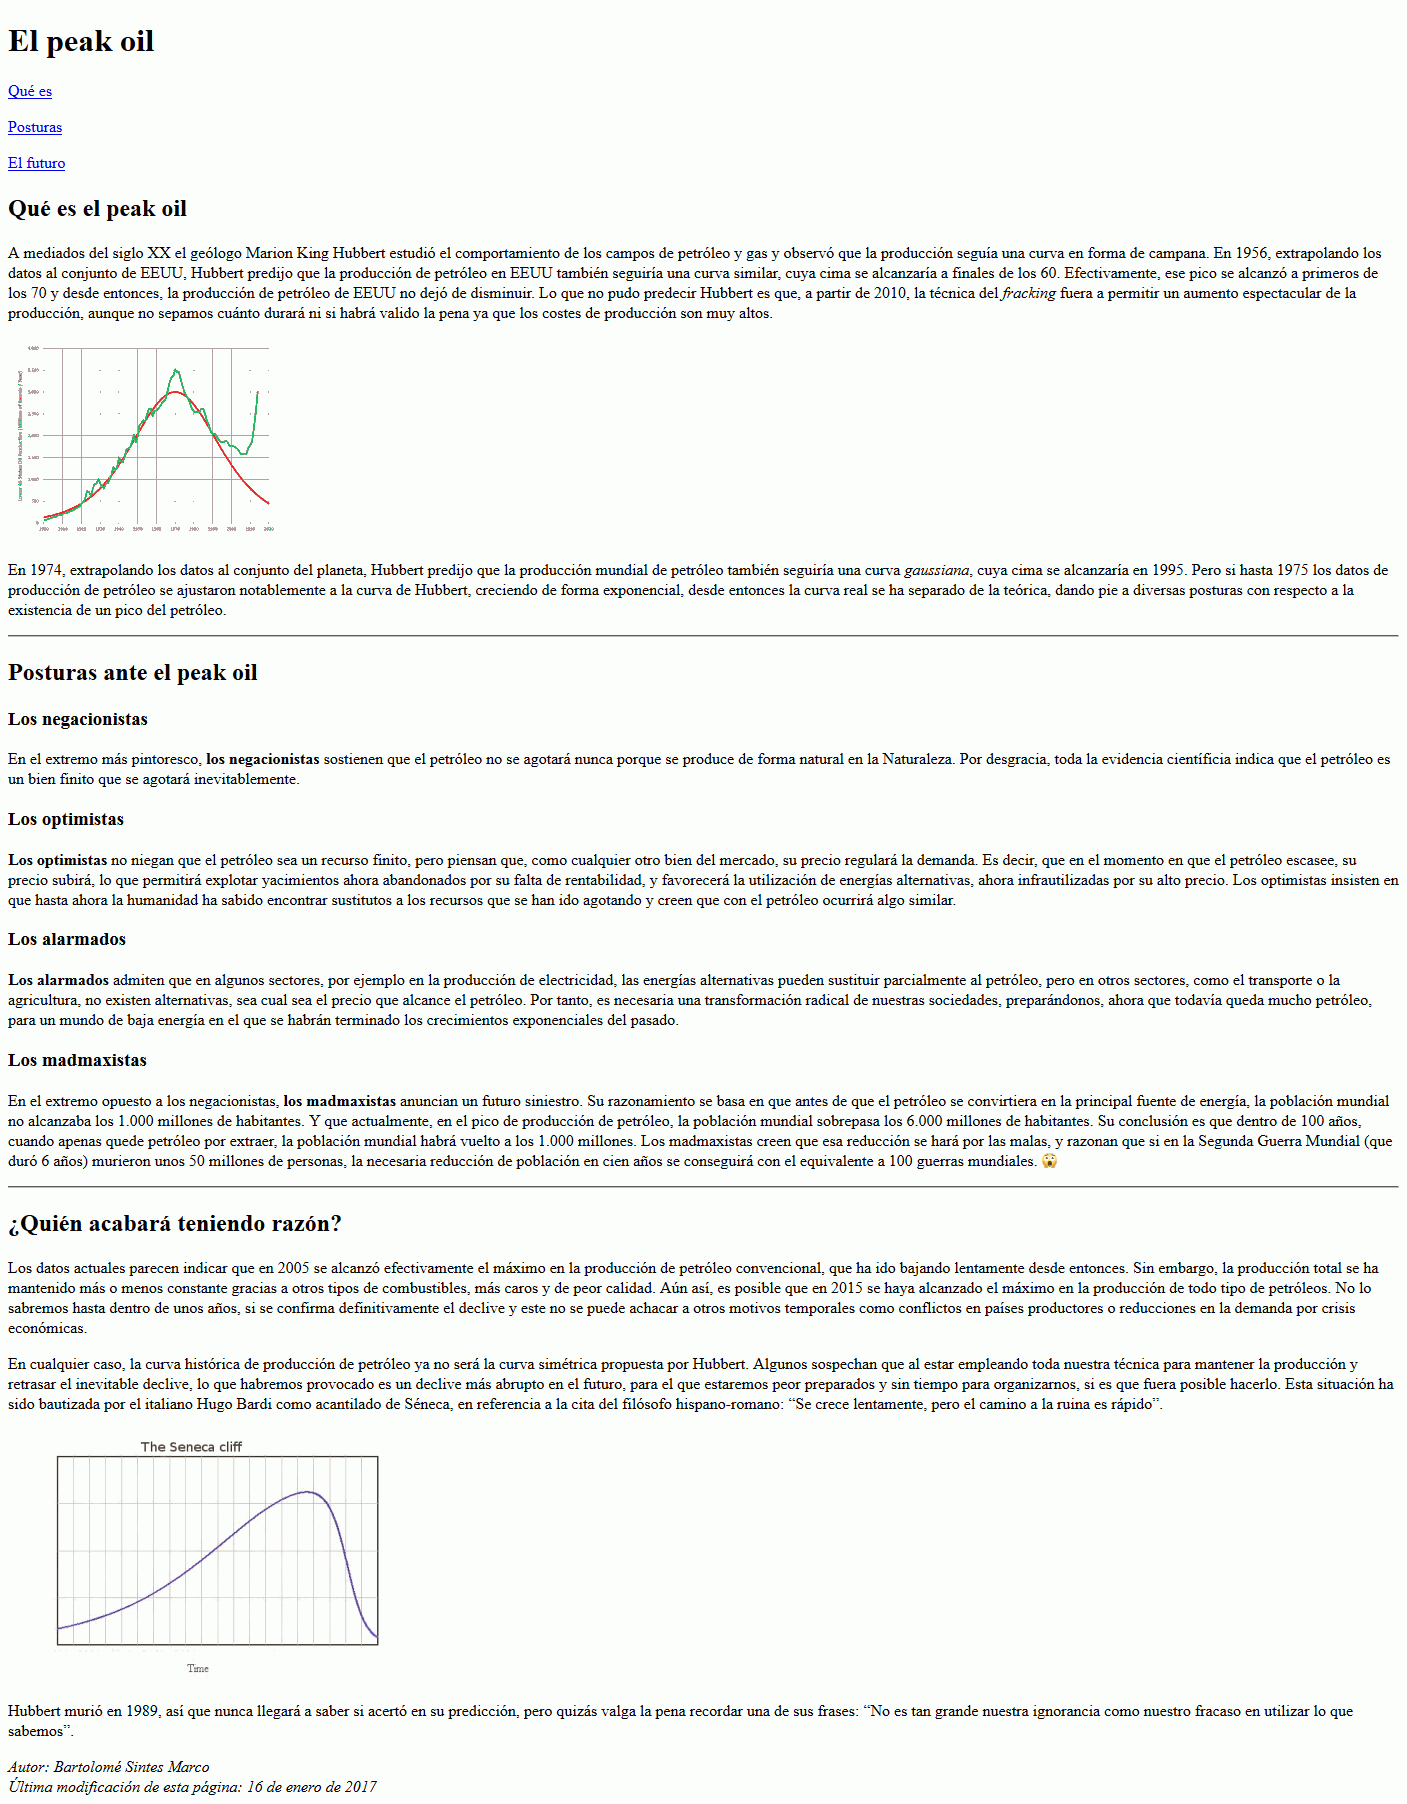 El peak oil
Qué es
Posturas
El futuro
Qué es el peak oil
A mediados del siglo XX el geólogo Marion King Hubbert estudió el comportamiento de los campos de petróleo y gas y observó que la producción seguía una curva en forma de campana. En 1956, extrapolando los
datos al conjunto de EEUU, Hubbert predijo que la producción de petróleo en EEUU también seguiría una curva similar, cuya cima se alcanzaría a finales de los 60. Efectivamente, ese pico se alcanzó a primeros de
los 70 y desde entonces, la producción de petróleo de EEUU no dejó de disminuir. Lo que no pudo predecir Hubbert es que, a partir de 2010, la técnica del fracking fuera a permitir un aumento espectacular de la
producción, aunque no sepamos cuánto durará ni si habrá valido la pena ya que los costes de producción son muy altos.
En 1974, extrapolando los datos al conjunto del planeta, Hubbert predijo que la producción mundial de petróleo también seguiría una curva gaussiana, cuya cima se alcanzaría en 1995. Pero si hasta 1975 los datos de
producción de petróleo se ajustaron notablemente a la curva de Hubbert, creciendo de forma exponencial, desde entonces la curva real se ha separado de la teórica, dando pie a diversas posturas con respecto a la
existencia de un pico del petróleo.
Posturas ante el peak oil
Los negacionistas
En el extremo más pintoresco, los negacionistas sostienen que el petróleo no se agotará nunca porque se produce de forma natural en la Naturaleza. Por desgracia, toda la evidencia científicia indica que el petróleo es
un bien finito que se agotará inevitablemente.
Los optimistas
Los optimistas no niegan que el petróleo sea un recurso finito, pero piensan que, como cualquier otro bien del mercado, su precio regulará la demanda. Es decir, que en el momento en que el petróleo escasee, su
precio subirá, lo que permitirá explotar yacimientos ahora abandonados por su falta de rentabilidad, y favorecerá la utilización de energías alternativas, ahora infrautilizadas por su alto precio. Los optimistas insisten en
que hasta ahora la humanidad ha sabido encontrar sustitutos a los recursos que se han ido agotando y creen que con el petróleo ocurrirá algo similar.
Los alarmados
Los alarmados admiten que en algunos sectores, por ejemplo en la producción de electricidad, las energías alternativas pueden sustituir parcialmente al petróleo, pero en otros sectores, como el transporte o la
agricultura, no existen alternativas, sea cual sea el precio que alcance el petróleo. Por tanto, es necesaria una transformación radical de nuestras sociedades, preparándonos, ahora que todavía queda mucho petróleo,
para un mundo de baja energía en el que se habrán terminado los crecimientos exponenciales del pasado.
Los madmaxistas
En el extremo opuesto a los negacionistas, los madmaxistas anuncian un futuro siniestro. Su razonamiento se basa en que antes de que el petróleo se convirtiera en la principal fuente de energía, la población mundial
no alcanzaba los 1.000 millones de habitantes. Y que actualmente, en el pico de producción de petróleo, la población mundial sobrepasa los 6.000 millones de habitantes. Su conclusión es que dentro de 100 años,
cuando apenas quede petróleo por extraer, la población mundial habrá vuelto a los 1.000 millones. Los madmaxistas creen que esa reducción se hará por las malas, y razonan que si en la Segunda Guerra Mundial (que
duró 6 años) murieron unos 50 millones de personas, la necesaria reducción de población en cien años se conseguirá con el equivalente a 100 guerras mundiales. 😱
¿Quién acabará teniendo razón?
Los datos actuales parecen indicar que en 2005 se alcanzó efectivamente el máximo en la producción de petróleo convencional, que ha ido bajando lentamente desde entonces. Sin embargo, la producción total se ha
mantenido más o menos constante gracias a otros tipos de combustibles, más caros y de peor calidad. Aún así, es posible que en 2015 se haya alcanzado el máximo en la producción de todo tipo de petróleos. No lo
sabremos hasta dentro de unos años, si se confirma definitivamente el declive y este no se puede achacar a otros motivos temporales como conflictos en países productores o reducciones en la demanda por crisis
económicas.
En cualquier caso, la curva histórica de producción de petróleo ya no será la curva simétrica propuesta por Hubbert. Algunos sospechan que al estar empleando toda nuestra técnica para mantener la producción y
retrasar el inevitable declive, lo que habremos provocado es un declive más abrupto en el futuro, para el que estaremos peor preparados y sin tiempo para organizarnos, si es que fuera posible hacerlo. Esta situación ha
sido bautizada por el italiano Hugo Bardi como acantilado de Séneca, en referencia a la cita del filósofo hispano-romano: “Se crece lentamente, pero el camino a la ruina es rápido”.
The Seneca cliff
Time
Hubbert murió en 1989, así que nunca llegará a saber si acertó en su predicción, pero quizás valga la pena recordar una de sus frases: “No es tan grande nuestra ignorancia como nuestro fracaso en utilizar lo que
sabemos”.
Autor: Bartolomé Sintes Marco
Última modificación de esta página: 16 de enero de 2017